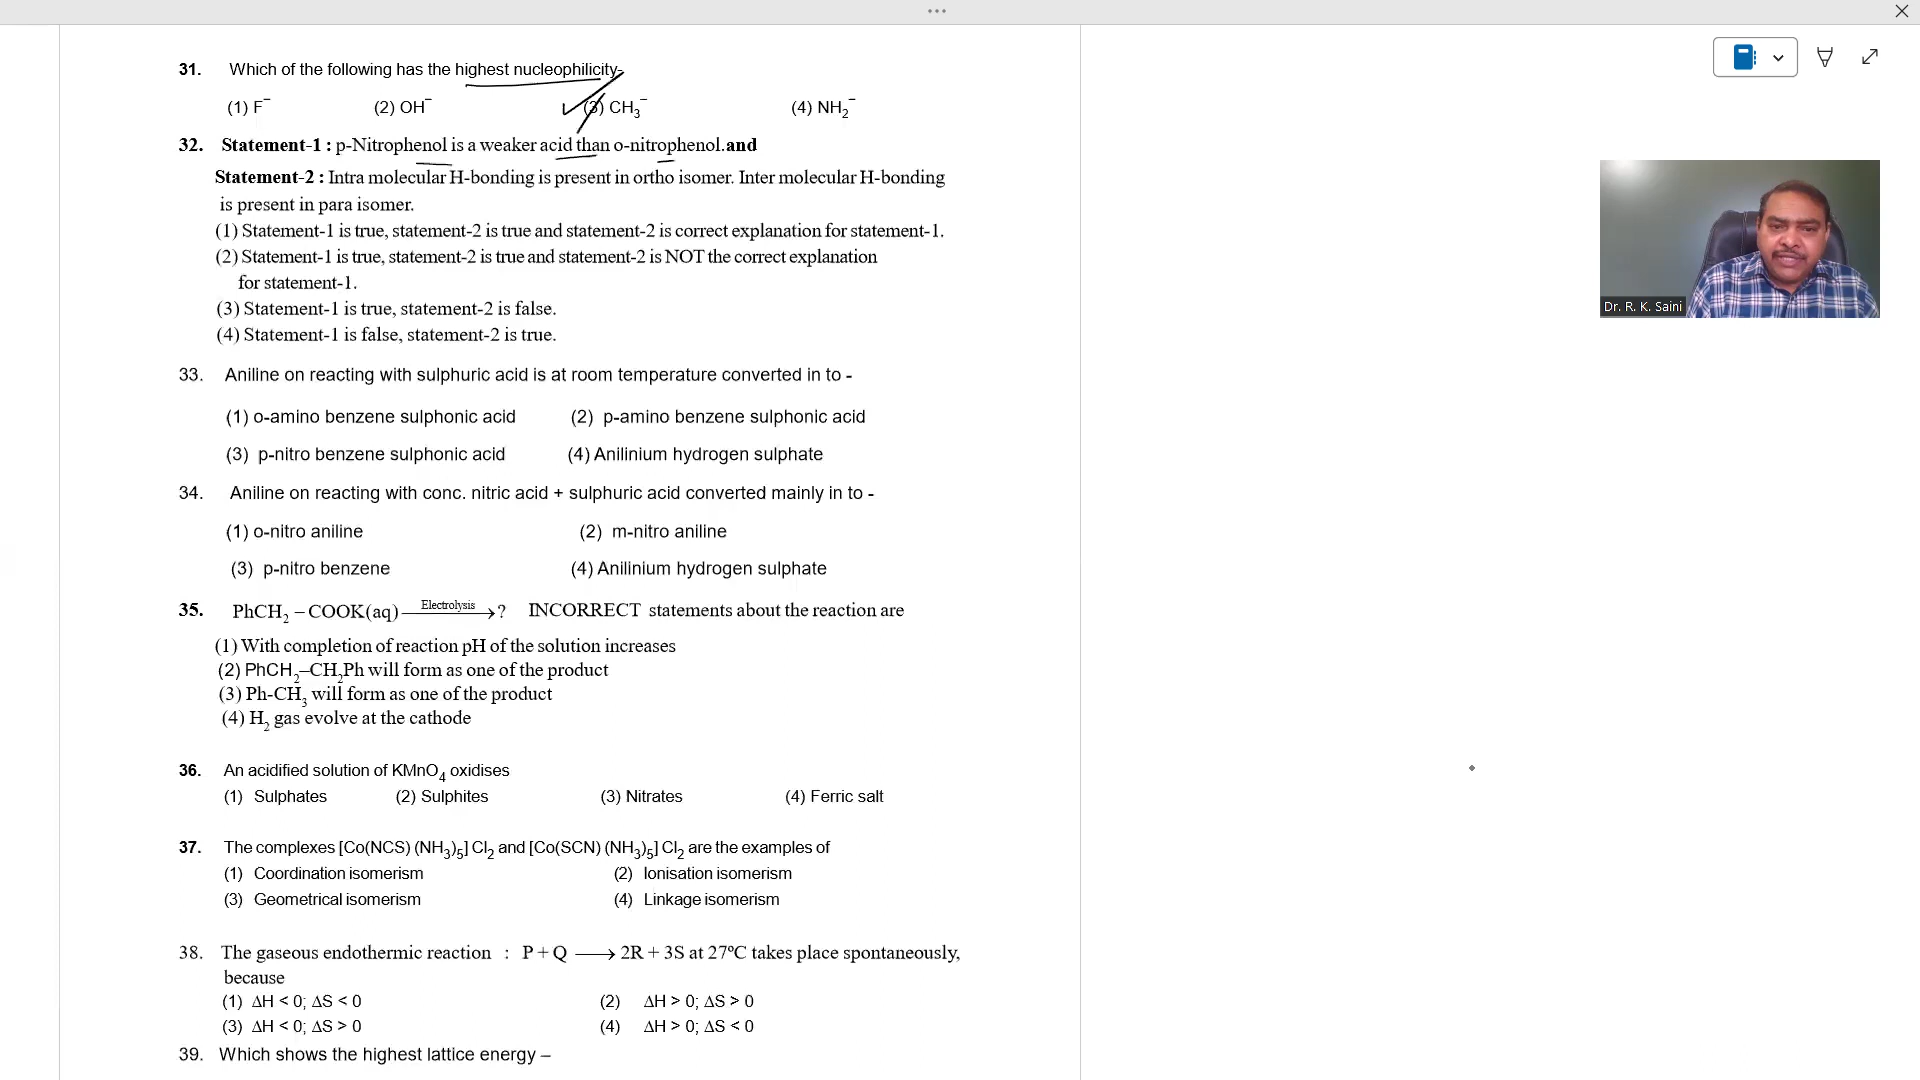 31. Which of the following has the highest nucleophilicity-
(1) F⁻ (2) OH⁻ (3) CH₃⁻ (4) NH₂⁻
32. Statement-1 : p-Nitrophenol is a weaker acid than o-nitrophenol.and
Statement-2 : Intra molecular H-bonding is present in ortho isomer. Inter molecular H-bonding
is present in para isomer.
(1) Statement-1 is true, statement-2 is true and statement-2 is correct explanation for statement-1.
(2) Statement-1 is true, statement-2 is true and statement-2 is NOT the correct explanation
for statement-1.
(3) Statement-1 is true, statement-2 is false.
(4) Statement-1 is false, statement-2 is true.
Dr. R. K. Saini
33. Aniline on reacting with sulphuric acid is at room temperature converted in to -
(1) o-amino benzene sulphonic acid (2) p-amino benzene sulphonic acid
(3) p-nitro benzene sulphonic acid (4) Anilinium hydrogen sulphate
34. Aniline on reacting with conc. nitric acid + sulphuric acid converted mainly in to -
(1) o-nitro aniline (2) m-nitro aniline
(3) p-nitro benzene (4) Anilinium hydrogen sulphate
35. PhCH₂ – COOK(aq) —Electrolysis→ ? INCORRECT statements about the reaction are
(1) With completion of reaction pH of the solution increases
(2) PhCH₂–CH₂Ph will form as one of the product
(3) Ph-CH₃ will form as one of the product
(4) H₂ gas evolve at the cathode
36. An acidified solution of KMnO₄ oxidises
(1) Sulphates (2) Sulphites (3) Nitrates (4) Ferric salt
37. The complexes [Co(NCS) (NH₃)₅] Cl₂ and [Co(SCN) (NH₃)₅] Cl₂ are the examples of
(1) Coordination isomerism (2) Ionisation isomerism
(3) Geometrical isomerism (4) Linkage isomerism
38. The gaseous endothermic reaction : P + Q ⟶ 2R + 3S at 27ºC takes place spontaneously,
because
(1) ΔH < 0; ΔS < 0 (2) ΔH > 0; ΔS > 0
(3) ΔH < 0; ΔS > 0 (4) ΔH > 0; ΔS < 0
39. Which shows the highest lattice energy –